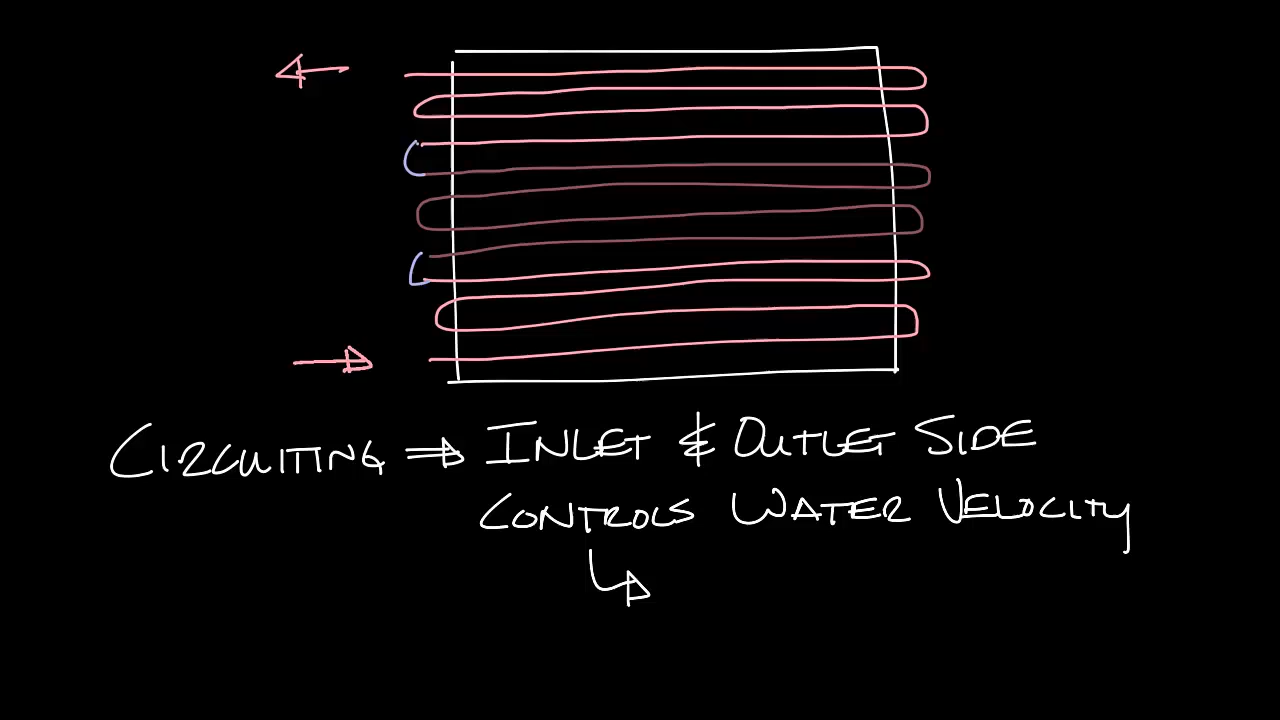 CIRCUITING ⇒ INLET & OUTLET SIDE
CONTROLS WATER VELOCITY